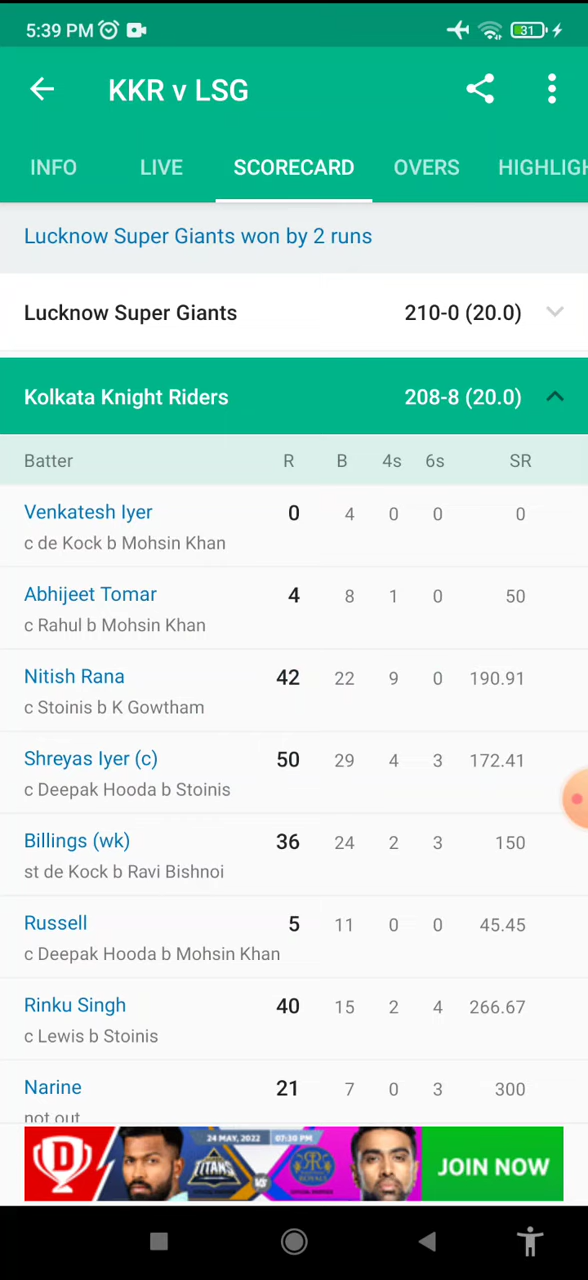 5:39 PM 31
KKR v LSG
INFO LIVE SCORECARD OVERS HIGHLIGH
Lucknow Super Giants won by 2 runs
Lucknow Super Giants 210-0 (20.0)
Kolkata Knight Riders 208-8 (20.0)
Batter R B 4s 6s SR
Venkatesh Iyer 0 4 0 0 0
c de Kock b Mohsin Khan
Abhijeet Tomar 4 8 1 0 50
c Rahul b Mohsin Khan
Nitish Rana 42 22 9 0 190.91
c Stoinis b K Gowtham
Shreyas Iyer (c) 50 29 4 3 172.41
c Deepak Hooda b Stoinis
Billings (wk) 36 24 2 3 150
st de Kock b Ravi Bishnoi
Russell 5 11 0 0 45.45
c Deepak Hooda b Mohsin Khan
Rinku Singh 40 15 2 4 266.67
c Lewis b Stoinis
Narine 21 7 0 3 300
not out
24 MAY, 2022 07:30 PM
D TITANS VS RR JOIN NOW